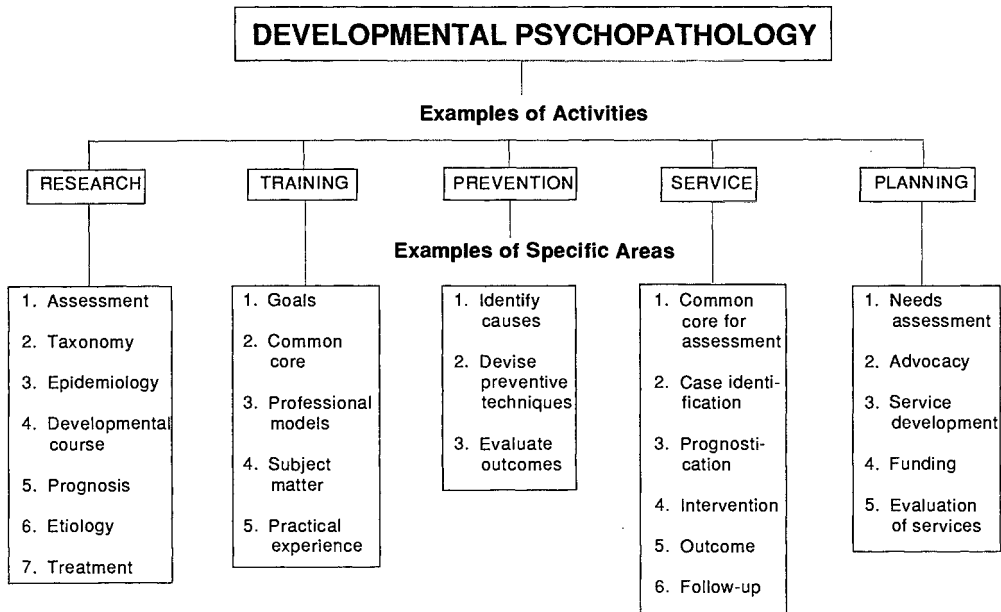 DEVELOPMENTAL PSYCHOPATHOLOGY
Examples of Activities
RESEARCH
TRAINING
PREVENTION
SERVICE
PLANNING
Examples of Specific Areas
1. Assessment
2. Taxonomy
3. Epidemiology
4. Developmental
course
5. Prognosis
6. Etiology
7. Treatment
1. Goals
2. Common
core
3. Professional
models
4. Subject
matter
5. Practical
experience
1. Identify
causes
2. Devise
preventive
techniques
3. Evaluate
outcomes
1. Common
core for
assessment
2. Case identi-
fication
3. Prognosti-
cation
4. Intervention
5. Outcome
6. Follow-up
1. Needs
assessment
2. Advocacy
3. Service
development
4. Funding
5. Evaluation
of services